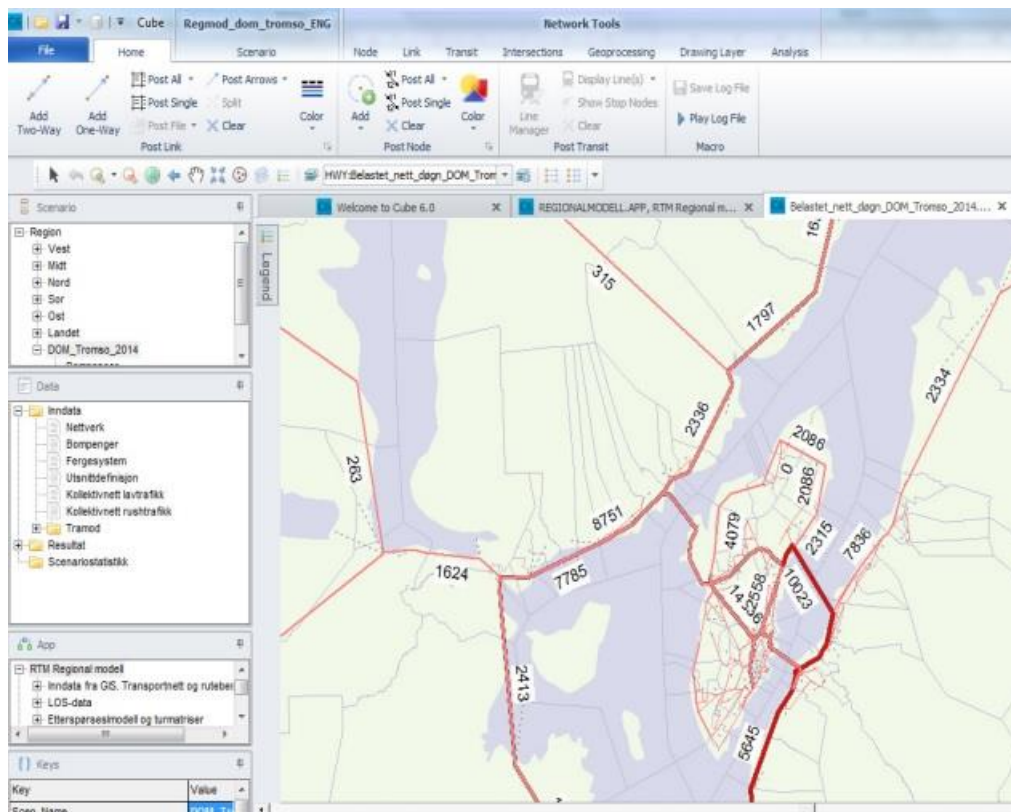 Cube Regmod_dom_tromso_ENG Network Tools
File Home Scenario Node Link Transit Intersections Geoprocessing Drawing Layer Analysis
Add Two-Way
Add One-Way
Post All
Post Single
Post File
Post Arrows
Split
Clear
Color
Post Link
Add
Post All
Post Single
Clear
Color
Post Node
Line Manager
Display Line(s)
Show Stop Nodes
Clear
Post Transit
Save Log File
Play Log File
Macro
HWY:Belastet_nett_døgn_DOM_Trom
Scenario
Region
Vest
Midt
Nord
Sor
Ost
Landet
DOM_Tromso_2014
Data
Inndata
Nettverk
Bompenger
Fergesystem
Utsnittdefinisjon
Kollektivnett lavtrafikk
Kollektivnett rushtrafikk
Tramod
Resultat
Scenariostatistikk
App
RTM Regional modell
Inndata fra GIS. Transportnett og ruteber
LOS-data
Etterspørselmodell og turmatriser
Keys
Key Value
Welcome to Cube 6.0
REGIONALMODELL.APP, RTM Regional m...
Belastet_nett_døgn_DOM_Tromso_2014....
Legend
315
1797
2334
2336
2086
263
0
2086
8751
4079
2315
7836
1624
7785
2558
10023
2413
5645